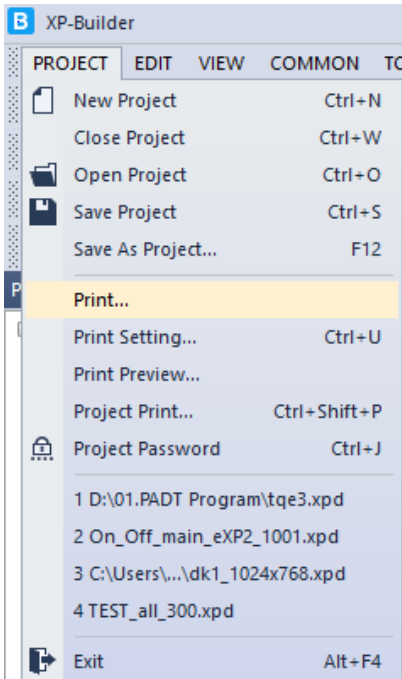 B XP-Builder
PROJECT EDIT VIEW COMMON TO
New Project Ctrl+N
Close Project Ctrl+W
Open Project Ctrl+O
Save Project Ctrl+S
Save As Project... F12
P
Print...
Print Setting... Ctrl+U
Print Preview...
Project Print... Ctrl+Shift+P
Project Password Ctrl+J
1 D:\01.PADT Program\tqe3.xpd
2 On_Off_main_eXP2_1001.xpd
3 C:\Users\...\dk1_1024x768.xpd
4 TEST_all_300.xpd
Exit Alt+F4